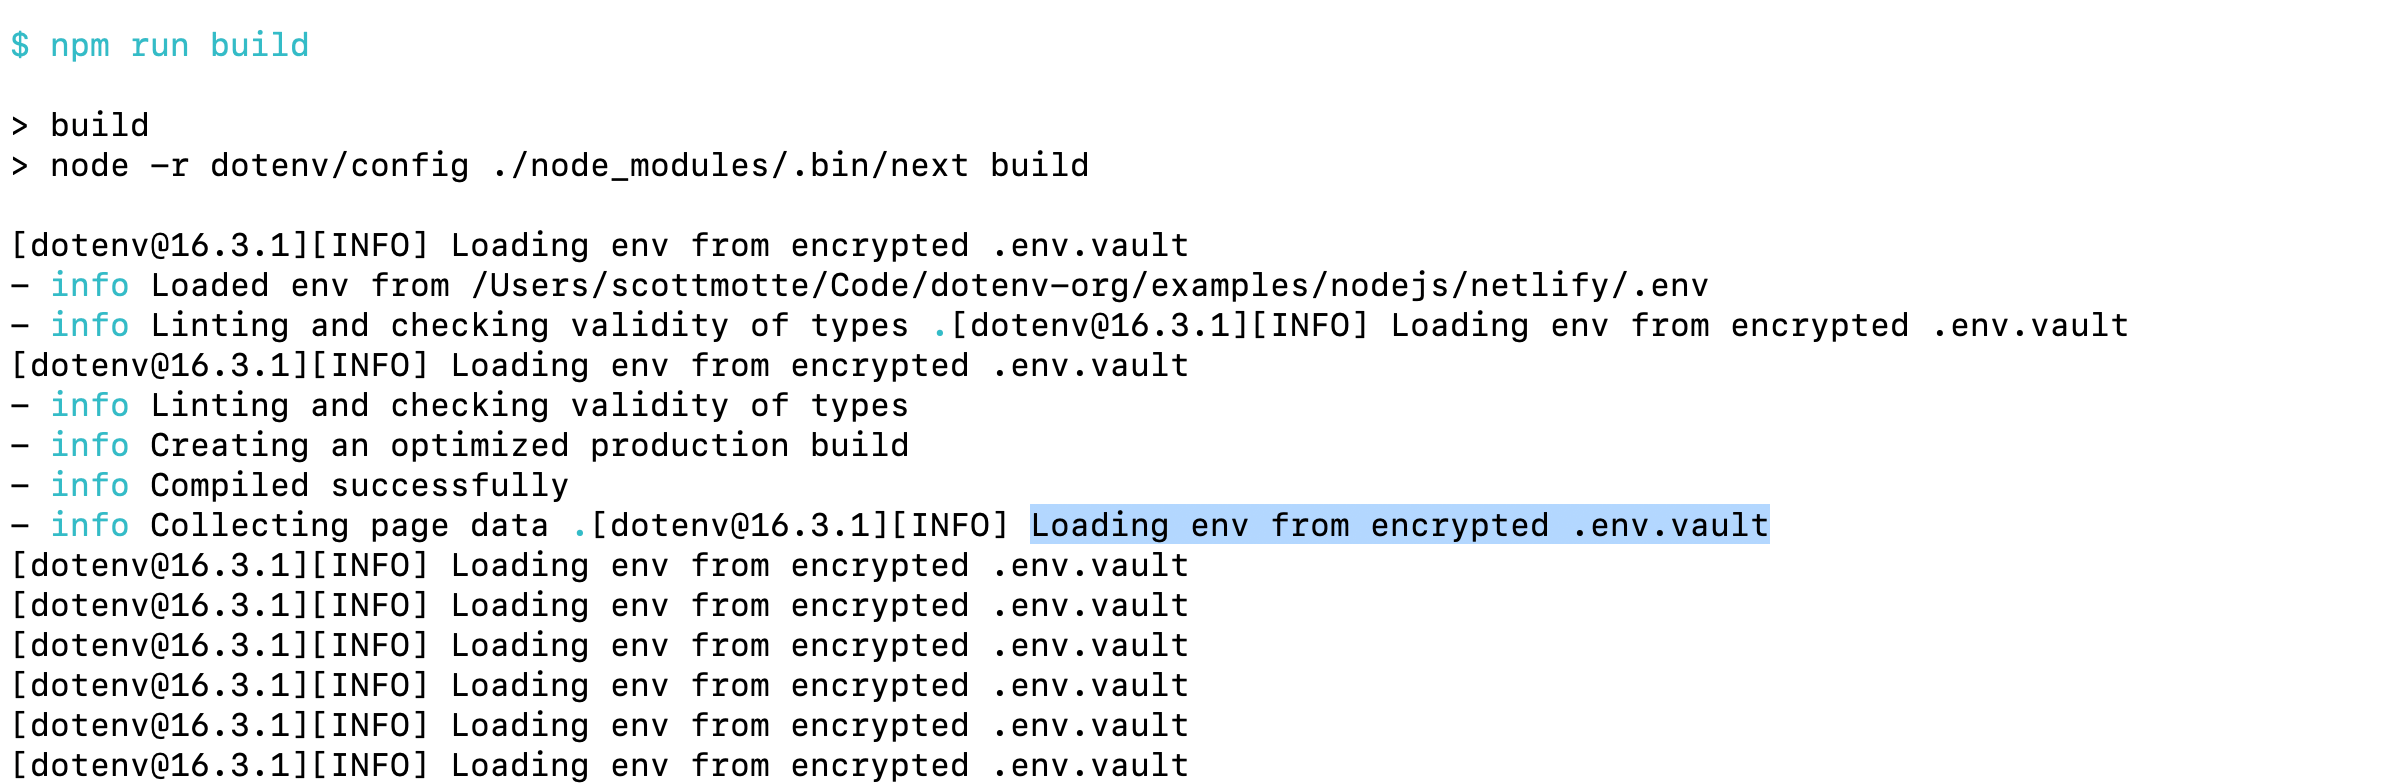 $ npm run build
> build
> node -r dotenv/config ./node_modules/.bin/next build
[dotenv@16.3.1][INFO] Loading env from encrypted .env.vault
- info Loaded env from /Users/scottmotte/Code/dotenv-org/examples/nodejs/netlify/.env
- info Linting and checking validity of types .[dotenv@16.3.1][INFO] Loading env from encrypted .env.vault
[dotenv@16.3.1][INFO] Loading env from encrypted .env.vault
- info Linting and checking validity of types
- info Creating an optimized production build
- info Compiled successfully
- info Collecting page data .[dotenv@16.3.1][INFO] Loading env from encrypted .env.vault
[dotenv@16.3.1][INFO] Loading env from encrypted .env.vault
[dotenv@16.3.1][INFO] Loading env from encrypted .env.vault
[dotenv@16.3.1][INFO] Loading env from encrypted .env.vault
[dotenv@16.3.1][INFO] Loading env from encrypted .env.vault
[dotenv@16.3.1][INFO] Loading env from encrypted .env.vault
[dotenv@16.3.1][INFO] Loading env from encrypted .env.vault